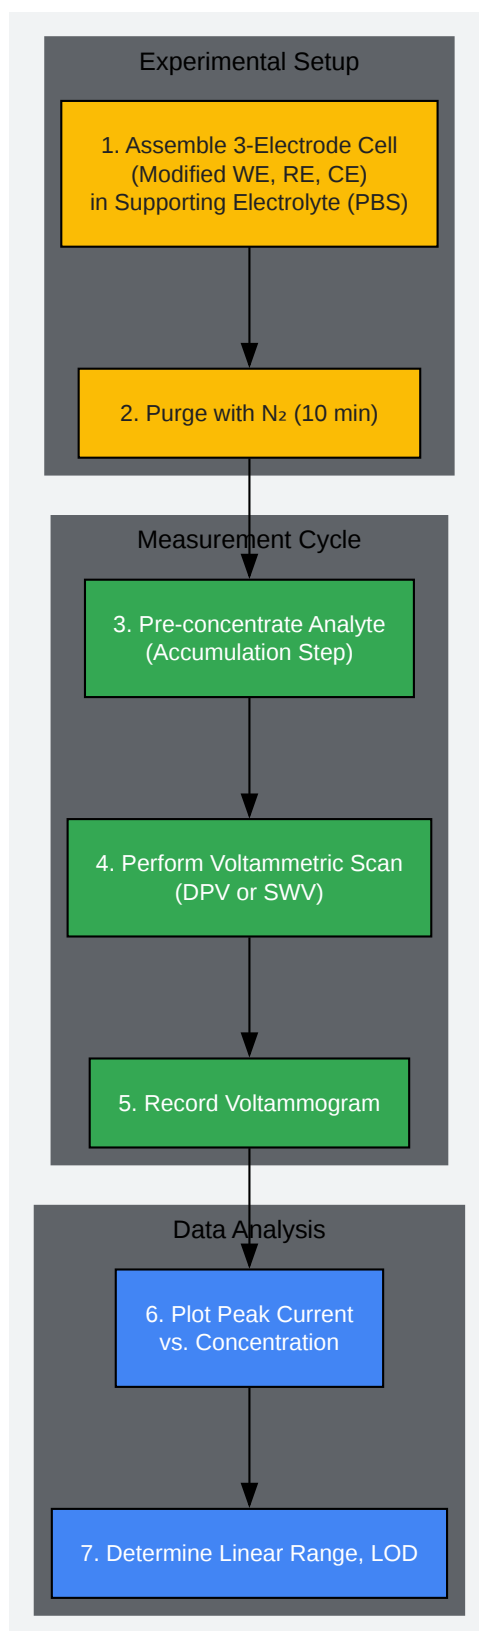 Experimental Setup
1. Assemble 3-Electrode Cell
(Modified WE, RE, CE)
in Supporting Electrolyte (PBS)
2. Purge with N₂ (10 min)
Measurement Cycle
3. Pre-concentrate Analyte
(Accumulation Step)
4. Perform Voltammetric Scan
(DPV or SWV)
5. Record Voltammogram
Data Analysis
6. Plot Peak Current
vs. Concentration
7. Determine Linear Range, LOD